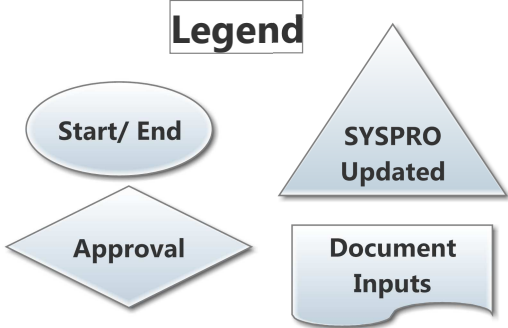 Legend
Start/ End
SYSPRO
Updated
Approval
Document
Inputs